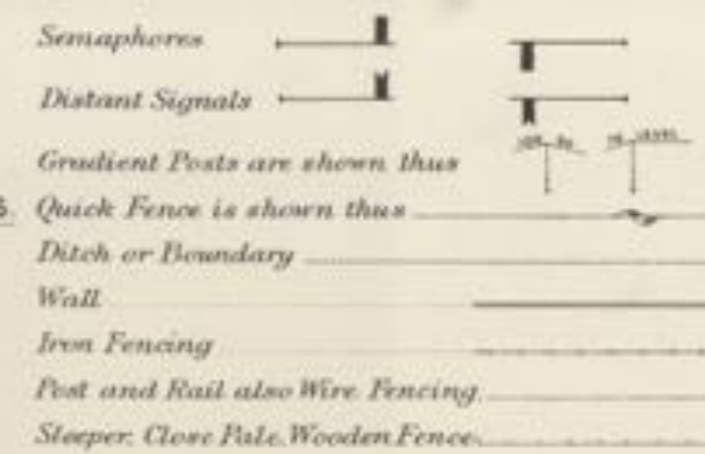 Semaphores
Distant Signals
Gradient Posts are shown thus
Quick Fence is shown thus
Ditch or Boundary
Wall
Iron Fencing
Post and Rail also Wire Fencing
Sleeper, Close Pale, Wooden Fence